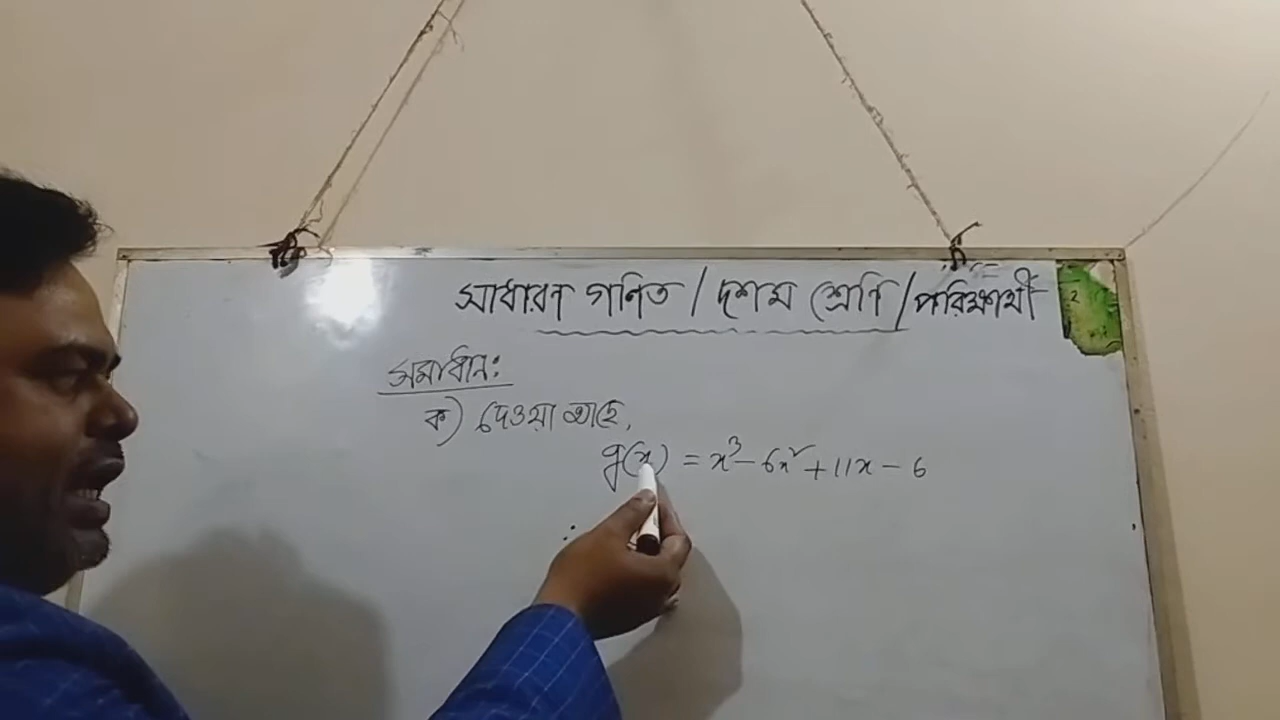 সাধারণ গণিত / দশম শ্রেণি / পরিক্ষার্থী
সমাধান:
ক) দেওয়া আছে,
g(x) = x³ - 6x² + 11x - 6